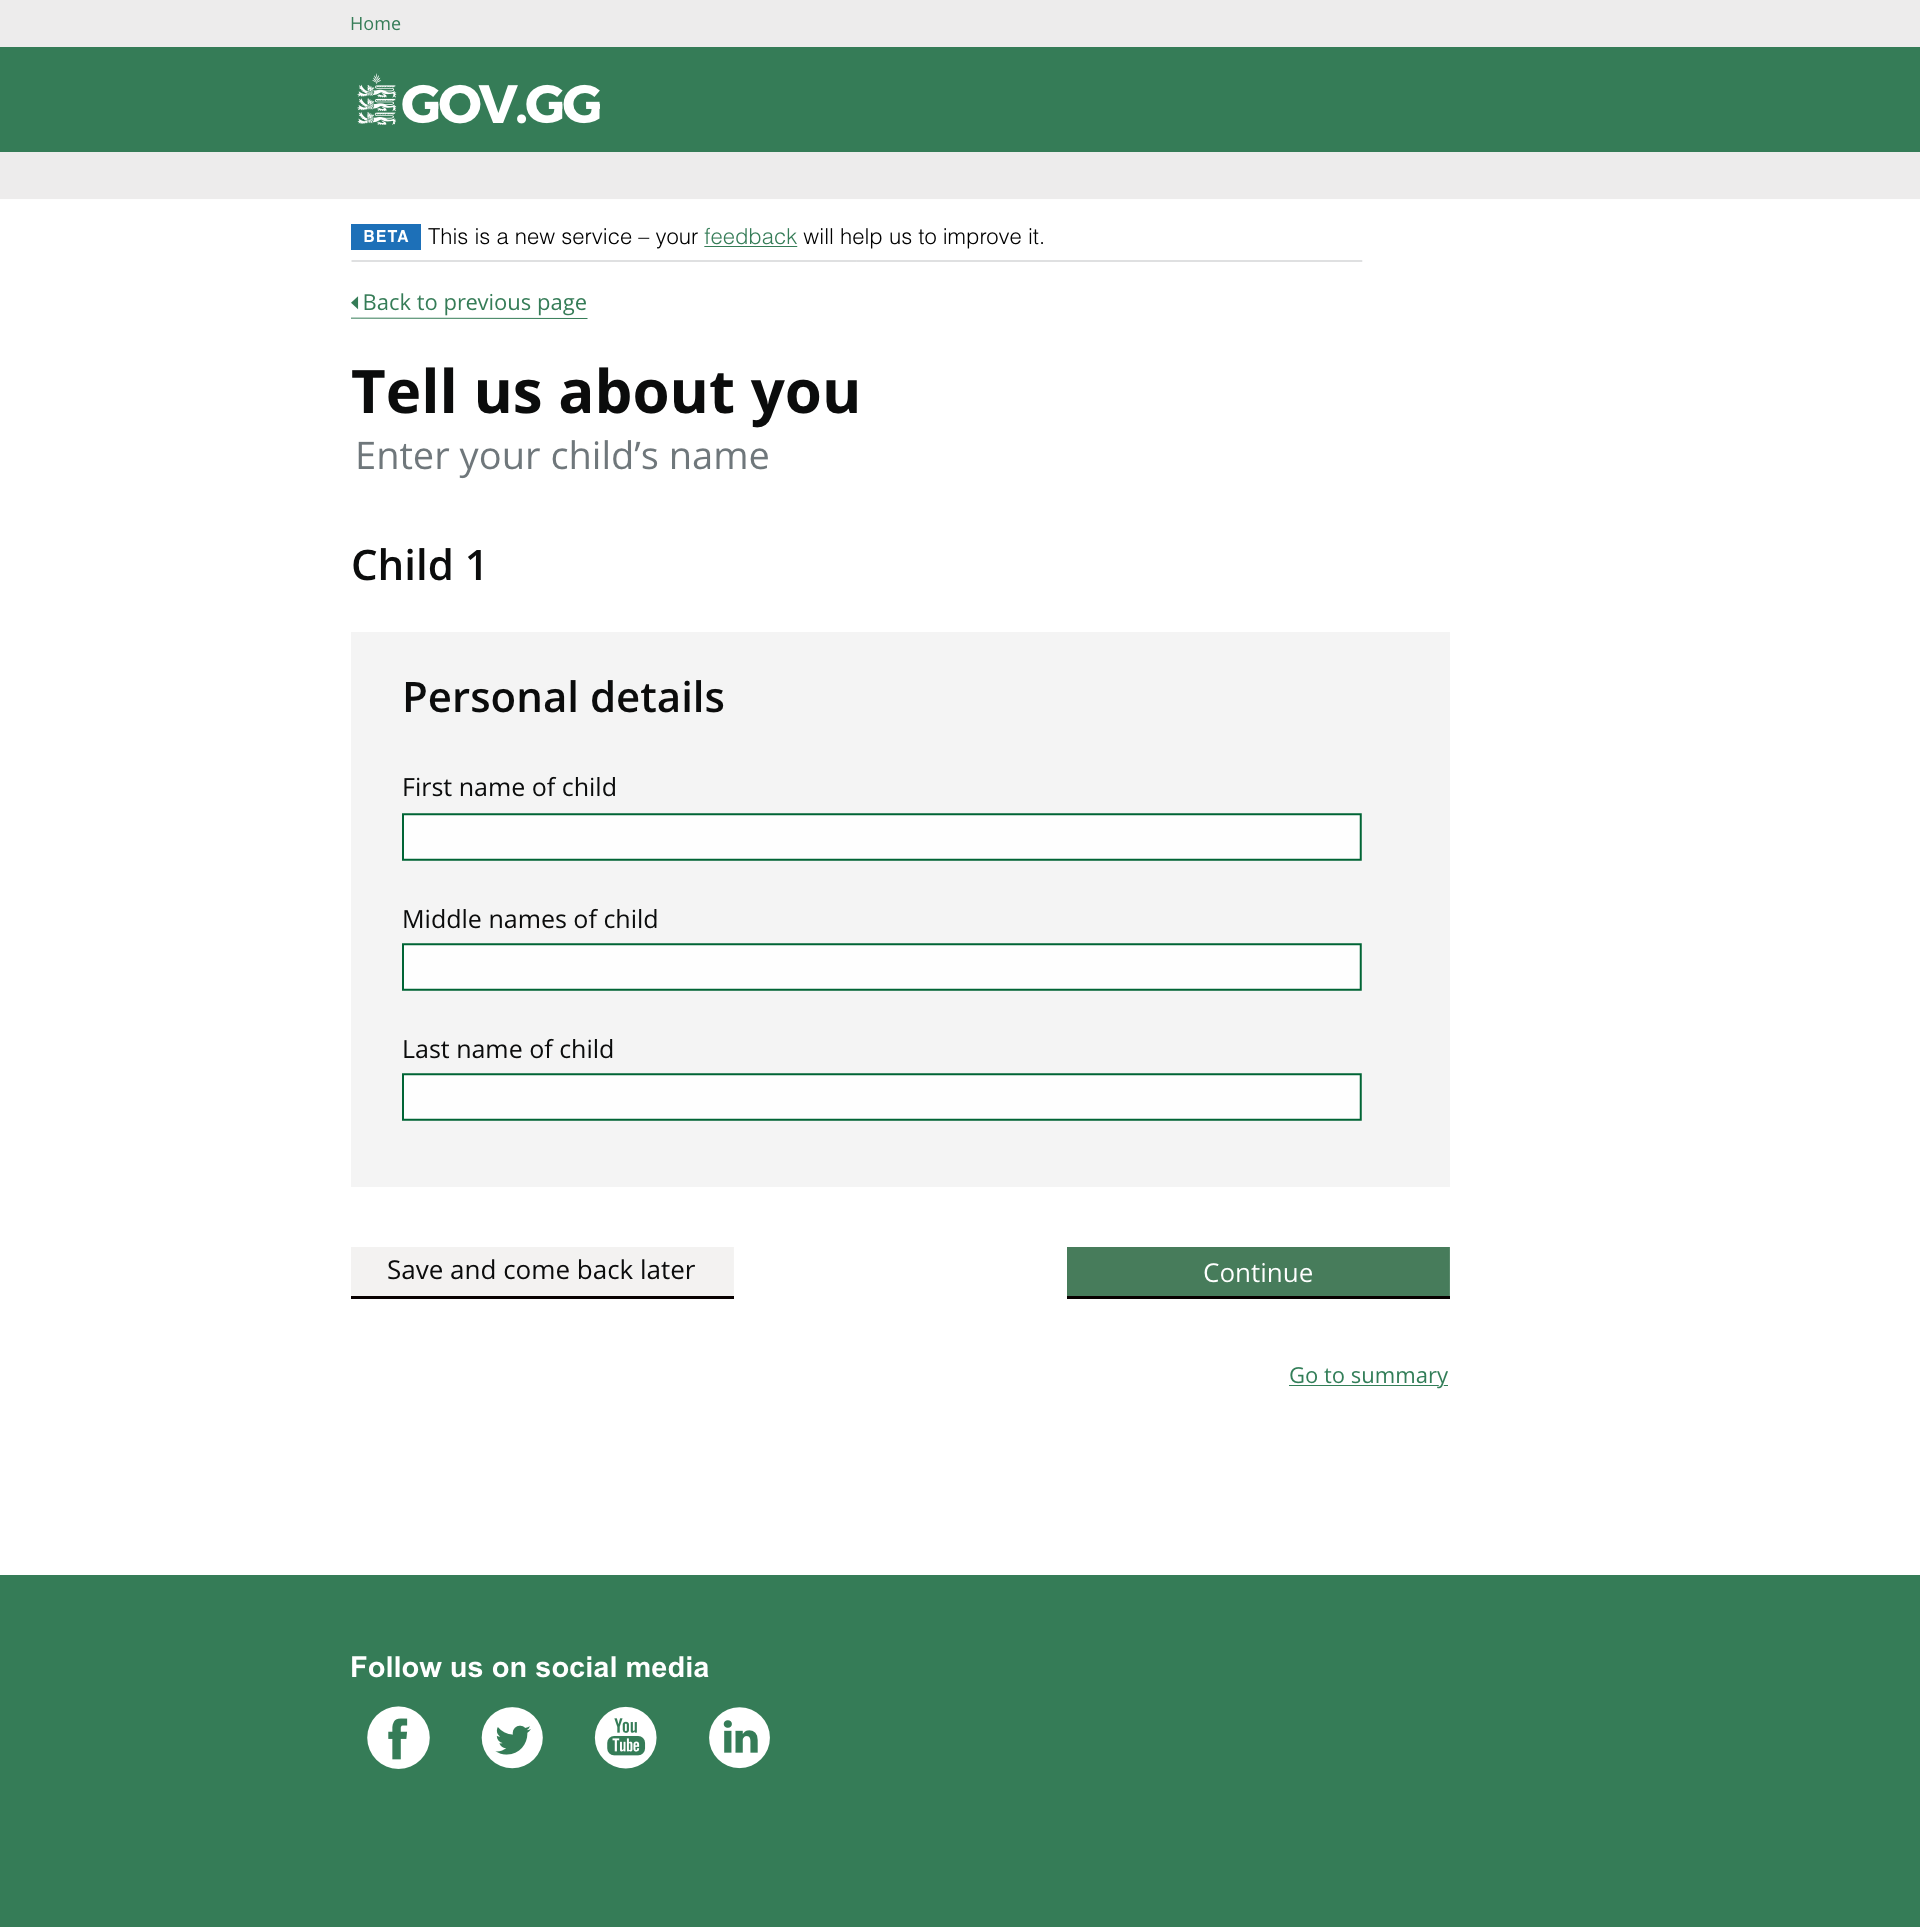 Home
GOV.GG
BETA This is a new service – your feedback will help us to improve it.
Back to previous page
Tell us about you
Enter your child’s name
Child 1
Personal details
First name of child
Middle names of child
Last name of child
Save and come back later
Continue
Go to summary
Follow us on social media
f
You
Tube
in